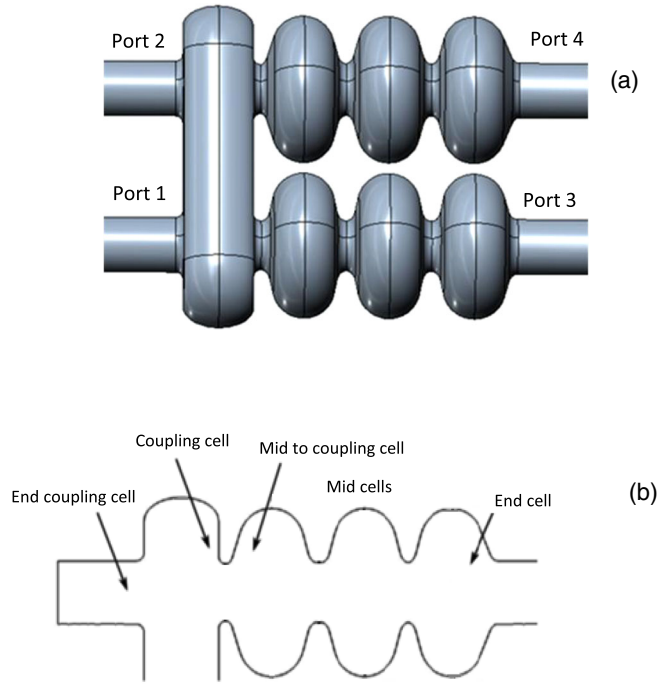 Port 2
Port 4
(a)
Port 1
Port 3
Coupling cell
Mid to coupling cell
End coupling cell
Mid cells
End cell
(b)